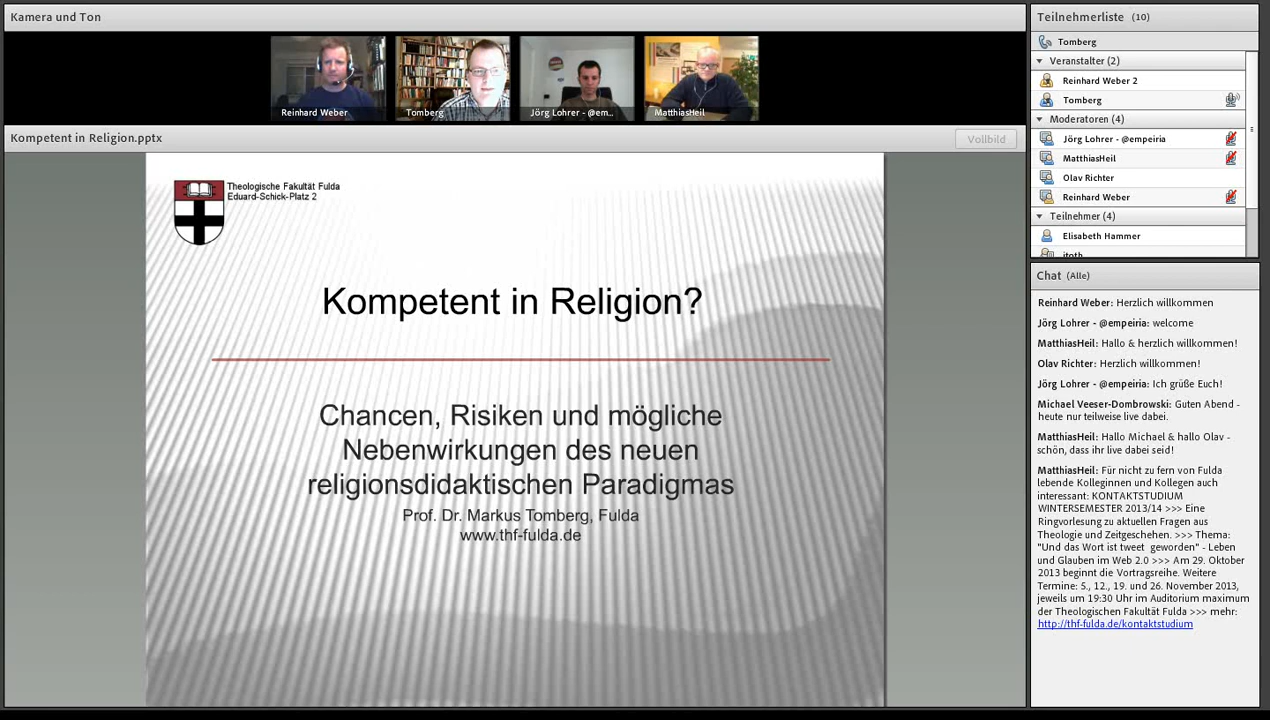 Kamera und Ton
Reinhard Weber
Tomberg
Jörg Lohrer - @em...
MatthiasHeil
Kompetent in Religion.pptx
Vollbild
Theologische Fakultät Fulda
Eduard-Schick-Platz 2
Kompetent in Religion?
Chancen, Risiken und mögliche
Nebenwirkungen des neuen
religionsdidaktischen Paradigmas
Prof. Dr. Markus Tomberg, Fulda
www.thf-fulda.de
Teilnehmerliste (10)
Tomberg
Veranstalter (2)
Reinhard Weber 2
Tomberg
Moderatoren (4)
Jörg Lohrer - @empeiria
MatthiasHeil
Olav Richter
Reinhard Weber
Teilnehmer (4)
Elisabeth Hammer
Chat (Alle)
Reinhard Weber: Herzlich willkommen
Jörg Lohrer - @empeiria: welcome
MatthiasHeil: Hallo & herzlich willkommen!
Olav Richter: Herzlich willkommen!
Jörg Lohrer - @empeiria: Ich grüße Euch!
Michael Veeser-Dombrowski: Guten Abend -
heute nur teilweise live dabei.
MatthiasHeil: Hallo Michael & hallo Olav -
schön, dass ihr live dabei seid!
MatthiasHeil: Für nicht zu fern von Fulda
lebende Kolleginnen und Kollegen auch
interessant: KONTAKTSTUDIUM
WINTERSEMESTER 2013/14 >>> Eine
Ringvorlesung zu aktuellen Fragen aus
Theologie und Zeitgeschehen. >>> Thema:
"Und das Wort ist tweet geworden" - Leben
und Glauben im Web 2.0 >>> Am 29. Oktober
2013 beginnt die Vortragsreihe. Weitere
Termine: 5., 12., 19. und 26. November 2013,
jeweils um 19:30 Uhr im Auditorium maximum
der Theologischen Fakultät Fulda >>> mehr:
http://thf-fulda.de/kontaktstudium